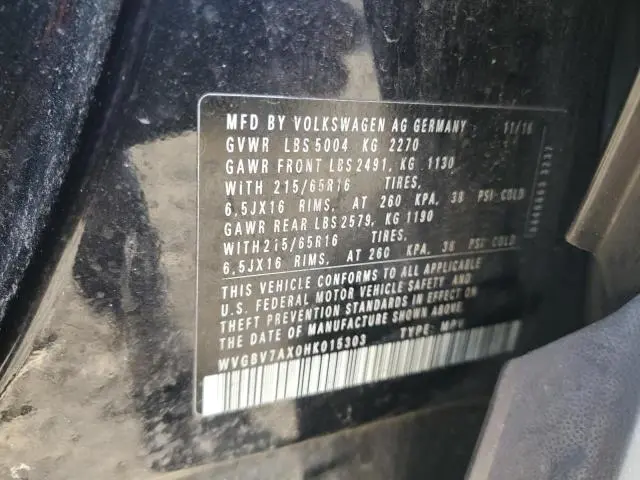 MFD BY VOLKSWAGEN AG GERMANY 11/16
GVWR LBS 5004 KG 2270
GAWR FRONT LBS 2491, KG 1130
WITH 215/65R16 TIRES,
6,5JX16 RIMS, AT 260 KPA, 38 PSI COLD
GAWR REAR LBS 2579, KG 1190
WITH 215/65R16 TIRES,
6,5JX16 RIMS, AT 260 KPA, 38 PSI COLD
THIS VEHICLE CONFORMS TO ALL APPLICABLE
U.S. FEDERAL MOTOR VEHICLE SAFETY AND
THEFT PREVENTION STANDARDS IN EFFECT ON
THE DATE OF MANUFACTURE SHOWN ABOVE
WVGBV7AX0HK015303 TYPE: MPV